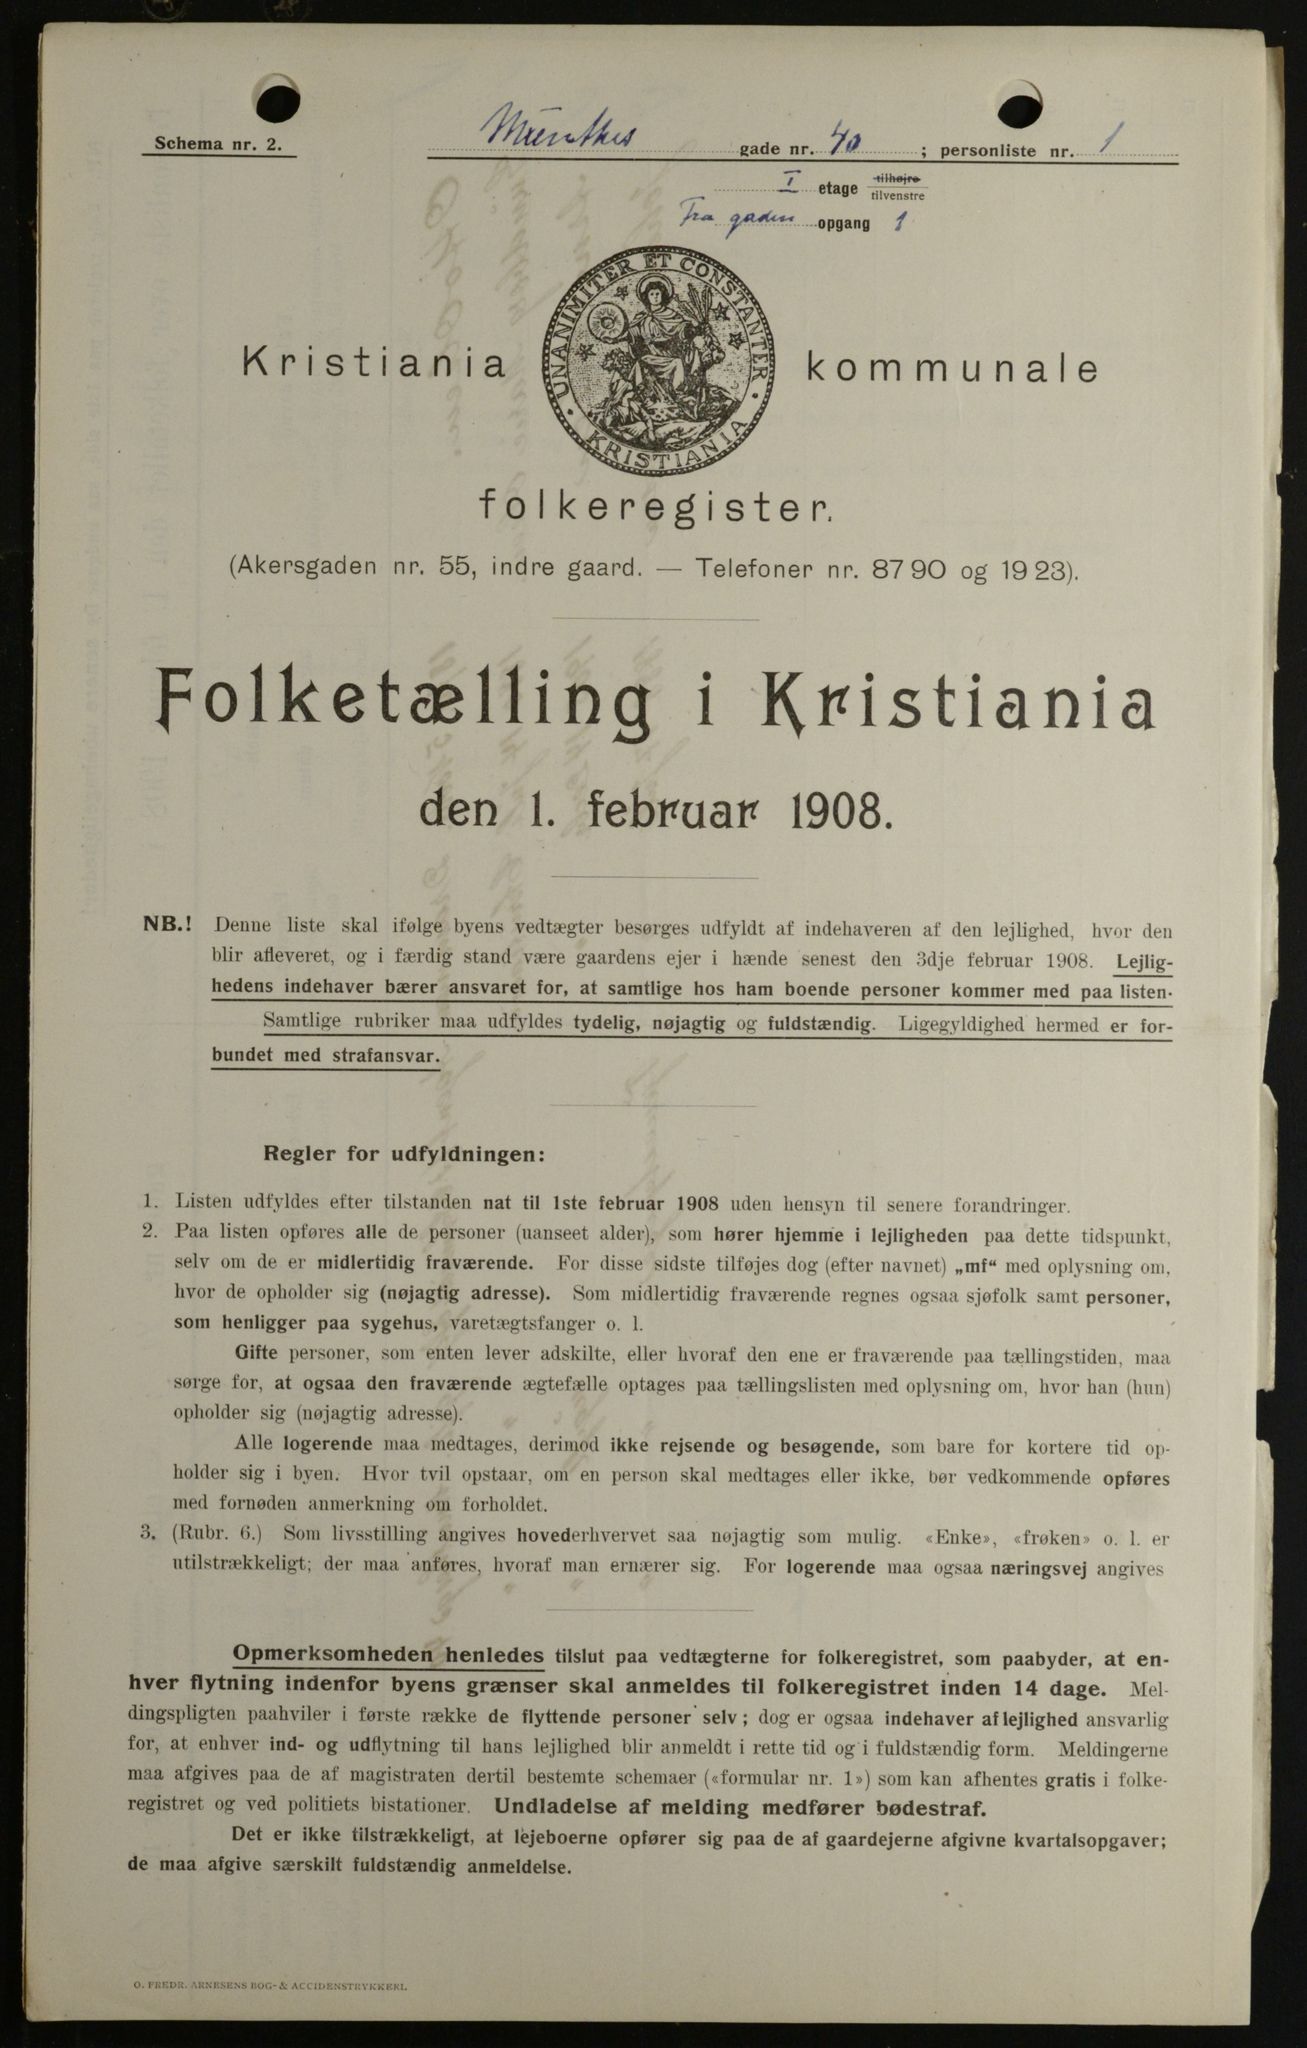 Schema nr. 2.
Munthes gade nr. 40 ; personliste nr. 1
I etage tilhøjre
tilvenstre
Fra gaden opgang 1
UNANIMITER ET CONSTANTER
KRISTIANIA
Kristiania kommunale
folkeregister.
(Akersgaden nr. 55, indre gaard. — Telefoner nr. 87 90 og 19 23).
Folketælling i Kristiania
den 1. februar 1908.
NB.! Denne liste skal ifølge byens vedtægter besørges udfyldt af indehaveren af den lejlighed, hvor den
blir afleveret, og i færdig stand være gaardens ejer i hænde senest den 3dje februar 1908. Lejlig-
hedens indehaver bærer ansvaret for, at samtlige hos ham boende personer kommer med paa listen.
Samtlige rubriker maa udfyldes tydelig, nøjagtig og fuldstændig. Ligegyldighed hermed er for-
bundet med strafansvar.
Regler for udfyldningen:
1. Listen udfyldes efter tilstanden nat til 1ste februar 1908 uden hensyn til senere forandringer.
2. Paa listen opføres alle de personer (uanseet alder), som hører hjemme i lejligheden paa dette tidspunkt,
selv om de er midlertidig fraværende. For disse sidste tilføjes dog (efter navnet) „mf“ med oplysning om,
hvor de opholder sig (nøjagtig adresse). Som midlertidig fraværende regnes ogsaa sjøfolk samt personer,
som henligger paa sygehus, varetægtsfanger o. l.
Gifte personer, som enten lever adskilte, eller hvoraf den ene er fraværende paa tællingstiden, maa
sørge for, at ogsaa den fraværende ægtefælle optages paa tællingslisten med oplysning om, hvor han (hun)
opholder sig (nøjagtig adresse).
Alle logerende maa medtages, derimod ikke rejsende og besøgende, som bare for kortere tid op-
holder sig i byen. Hvor tvil opstaar, om en person skal medtages eller ikke, bør vedkommende opføres
med fornøden anmerkning om forholdet.
3. (Rubr. 6.) Som livsstilling angives hovederhvervet saa nøjagtig som mulig. «Enke», «frøken» o. l. er
utilstrækkeligt; der maa anføres, hvoraf man ernærer sig. For logerende maa ogsaa næringsvej angives
Opmerksomheden henledes tilslut paa vedtægterne for folkeregistret, som paabyder, at en-
hver flytning indenfor byens grænser skal anmeldes til folkeregistret inden 14 dage. Mel-
dingspligten paahviler i første række de flyttende personer selv; dog er ogsaa indehaver af lejlighed ansvarlig
for, at enhver ind- og udflytning til hans lejlighed blir anmeldt i rette tid og i fuldstændig form. Meldingerne
maa afgives paa de af magistraten dertil bestemte schemaer («formular nr. 1») som kan afhentes gratis i folke-
registret og ved politiets bistationer. Undladelse af melding medfører bødestraf.
Det er ikke tilstrækkeligt, at lejeboerne opfører sig paa de af gaardejerne afgivne kvartalsopgaver;
de maa afgive særskilt fuldstændig anmeldelse.
O. FREDR. ARNESENS BOG- & ACCIDENSTRYKKERI.